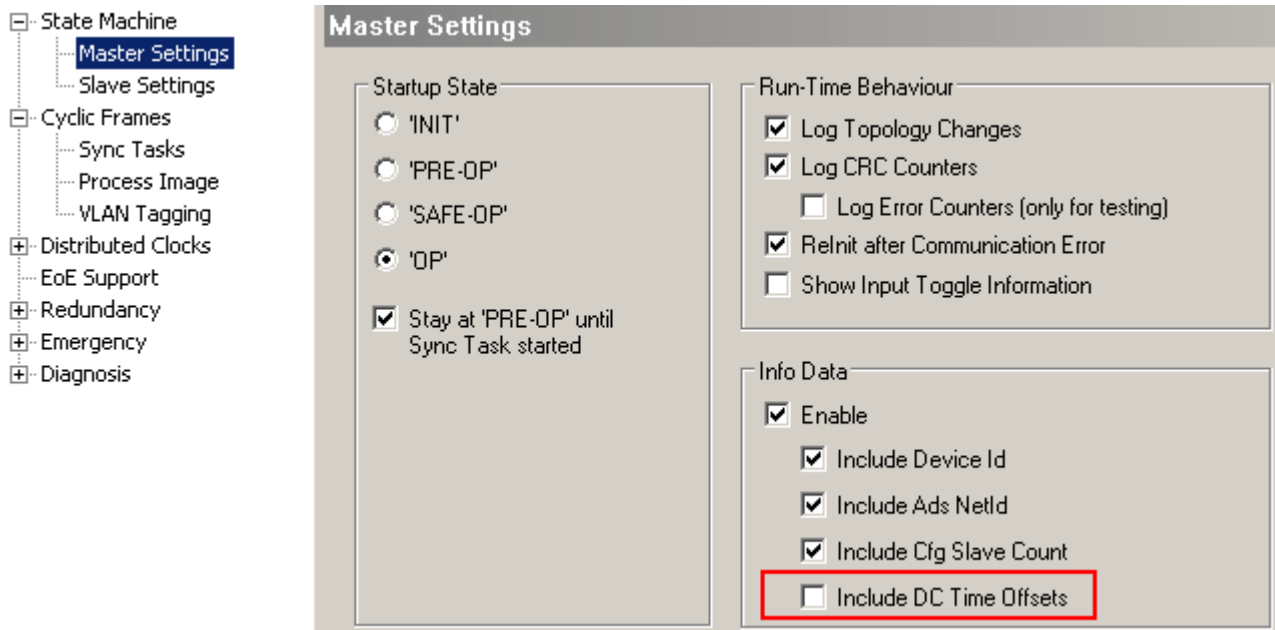 State Machine
Master Settings
Slave Settings
Cyclic Frames
Sync Tasks
Process Image
VLAN Tagging
Distributed Clocks
EoE Support
Redundancy
Emergency
Diagnosis
Master Settings
Startup State
'INIT'
'PRE-OP'
'SAFE-OP'
'OP'
Stay at 'PRE-OP' until
Sync Task started
Run-Time Behaviour
Log Topology Changes
Log CRC Counters
Log Error Counters (only for testing)
ReInit after Communication Error
Show Input Toggle Information
Info Data
Enable
Include Device Id
Include Ads NetId
Include Cfg Slave Count
Include DC Time Offsets